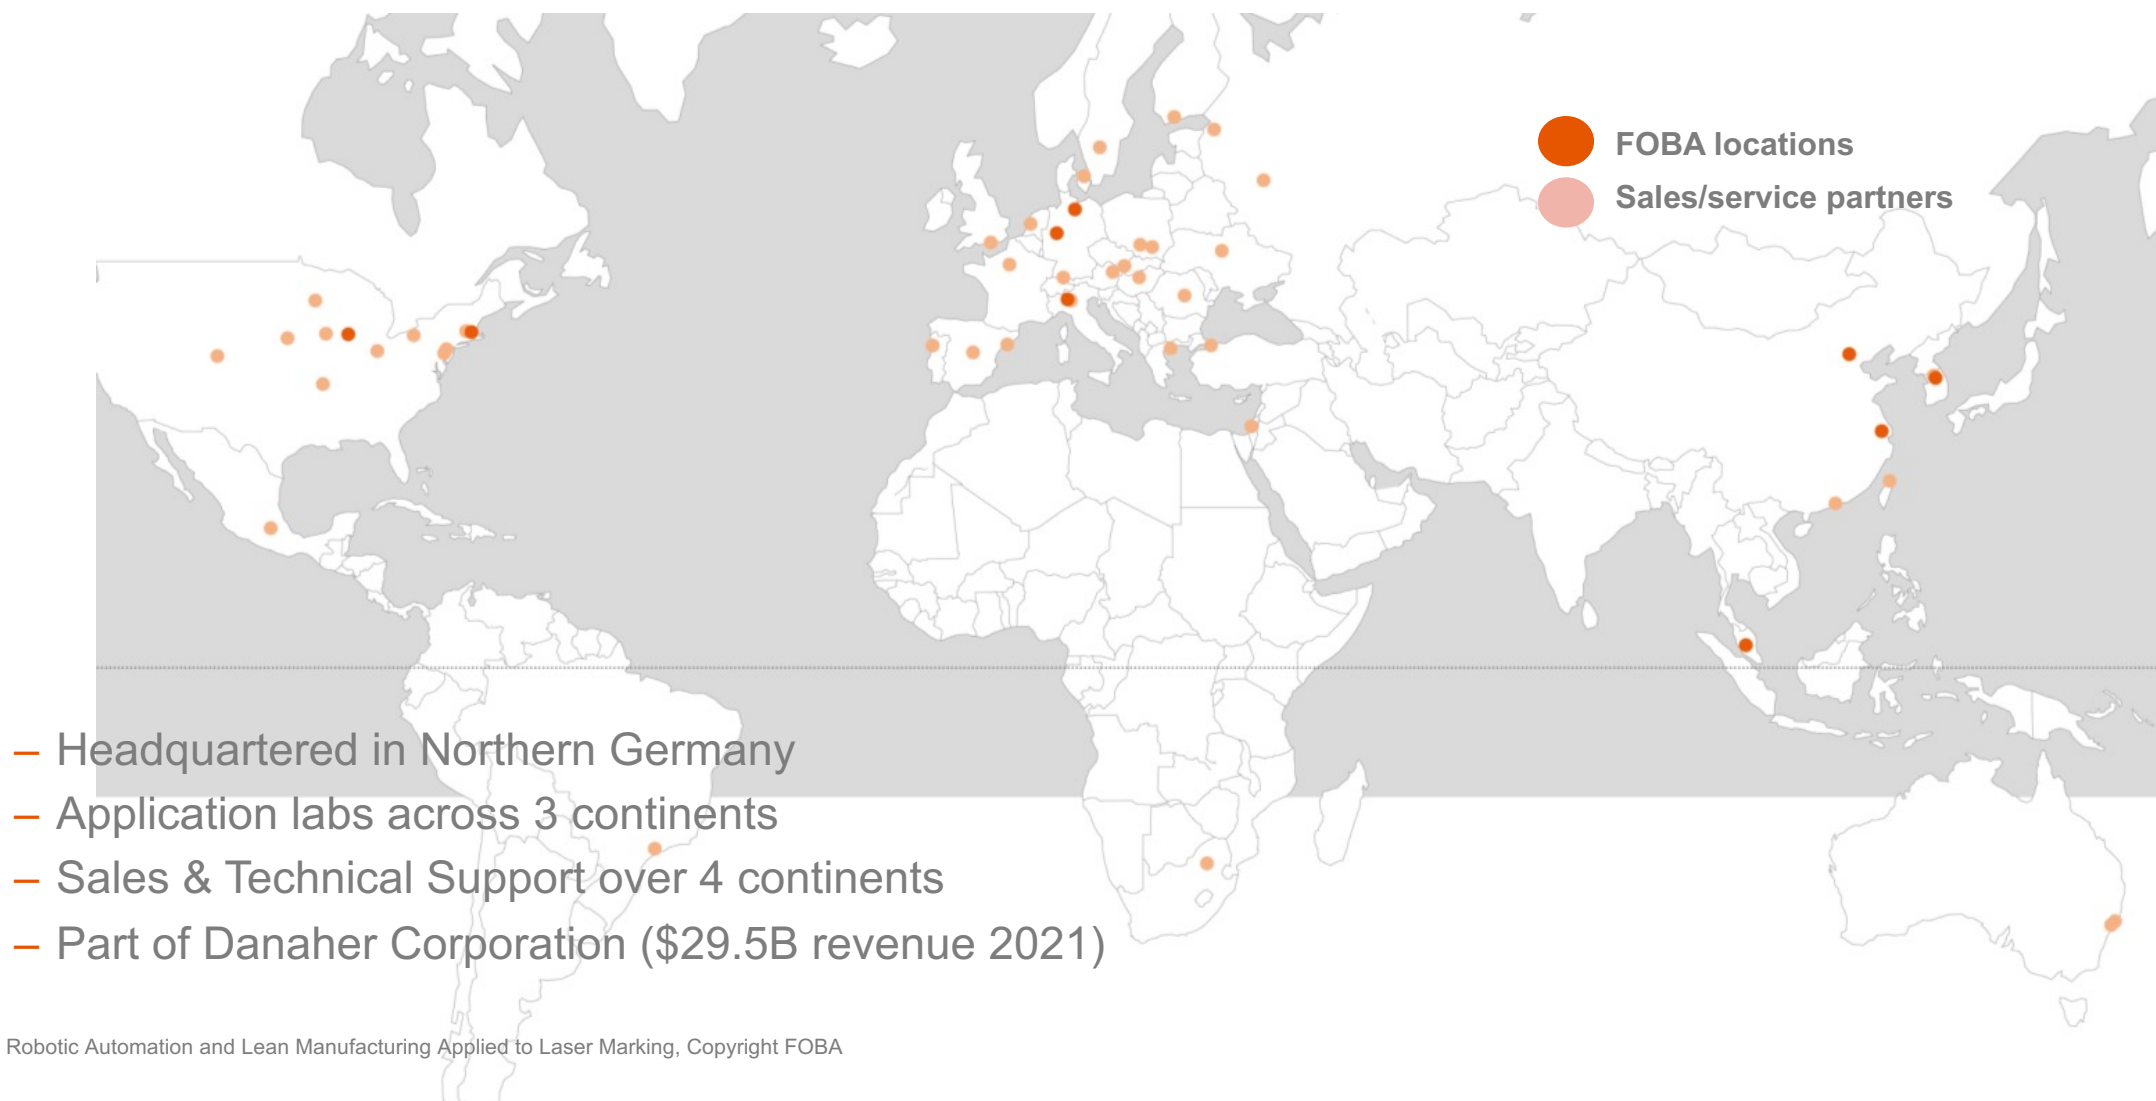 FOBA locations
Sales/service partners
– Headquartered in Northern Germany
– Application labs across 3 continents
– Sales & Technical Support over 4 continents
– Part of Danaher Corporation ($29.5B revenue 2021)
Robotic Automation and Lean Manufacturing Applied to Laser Marking, Copyright FOBA